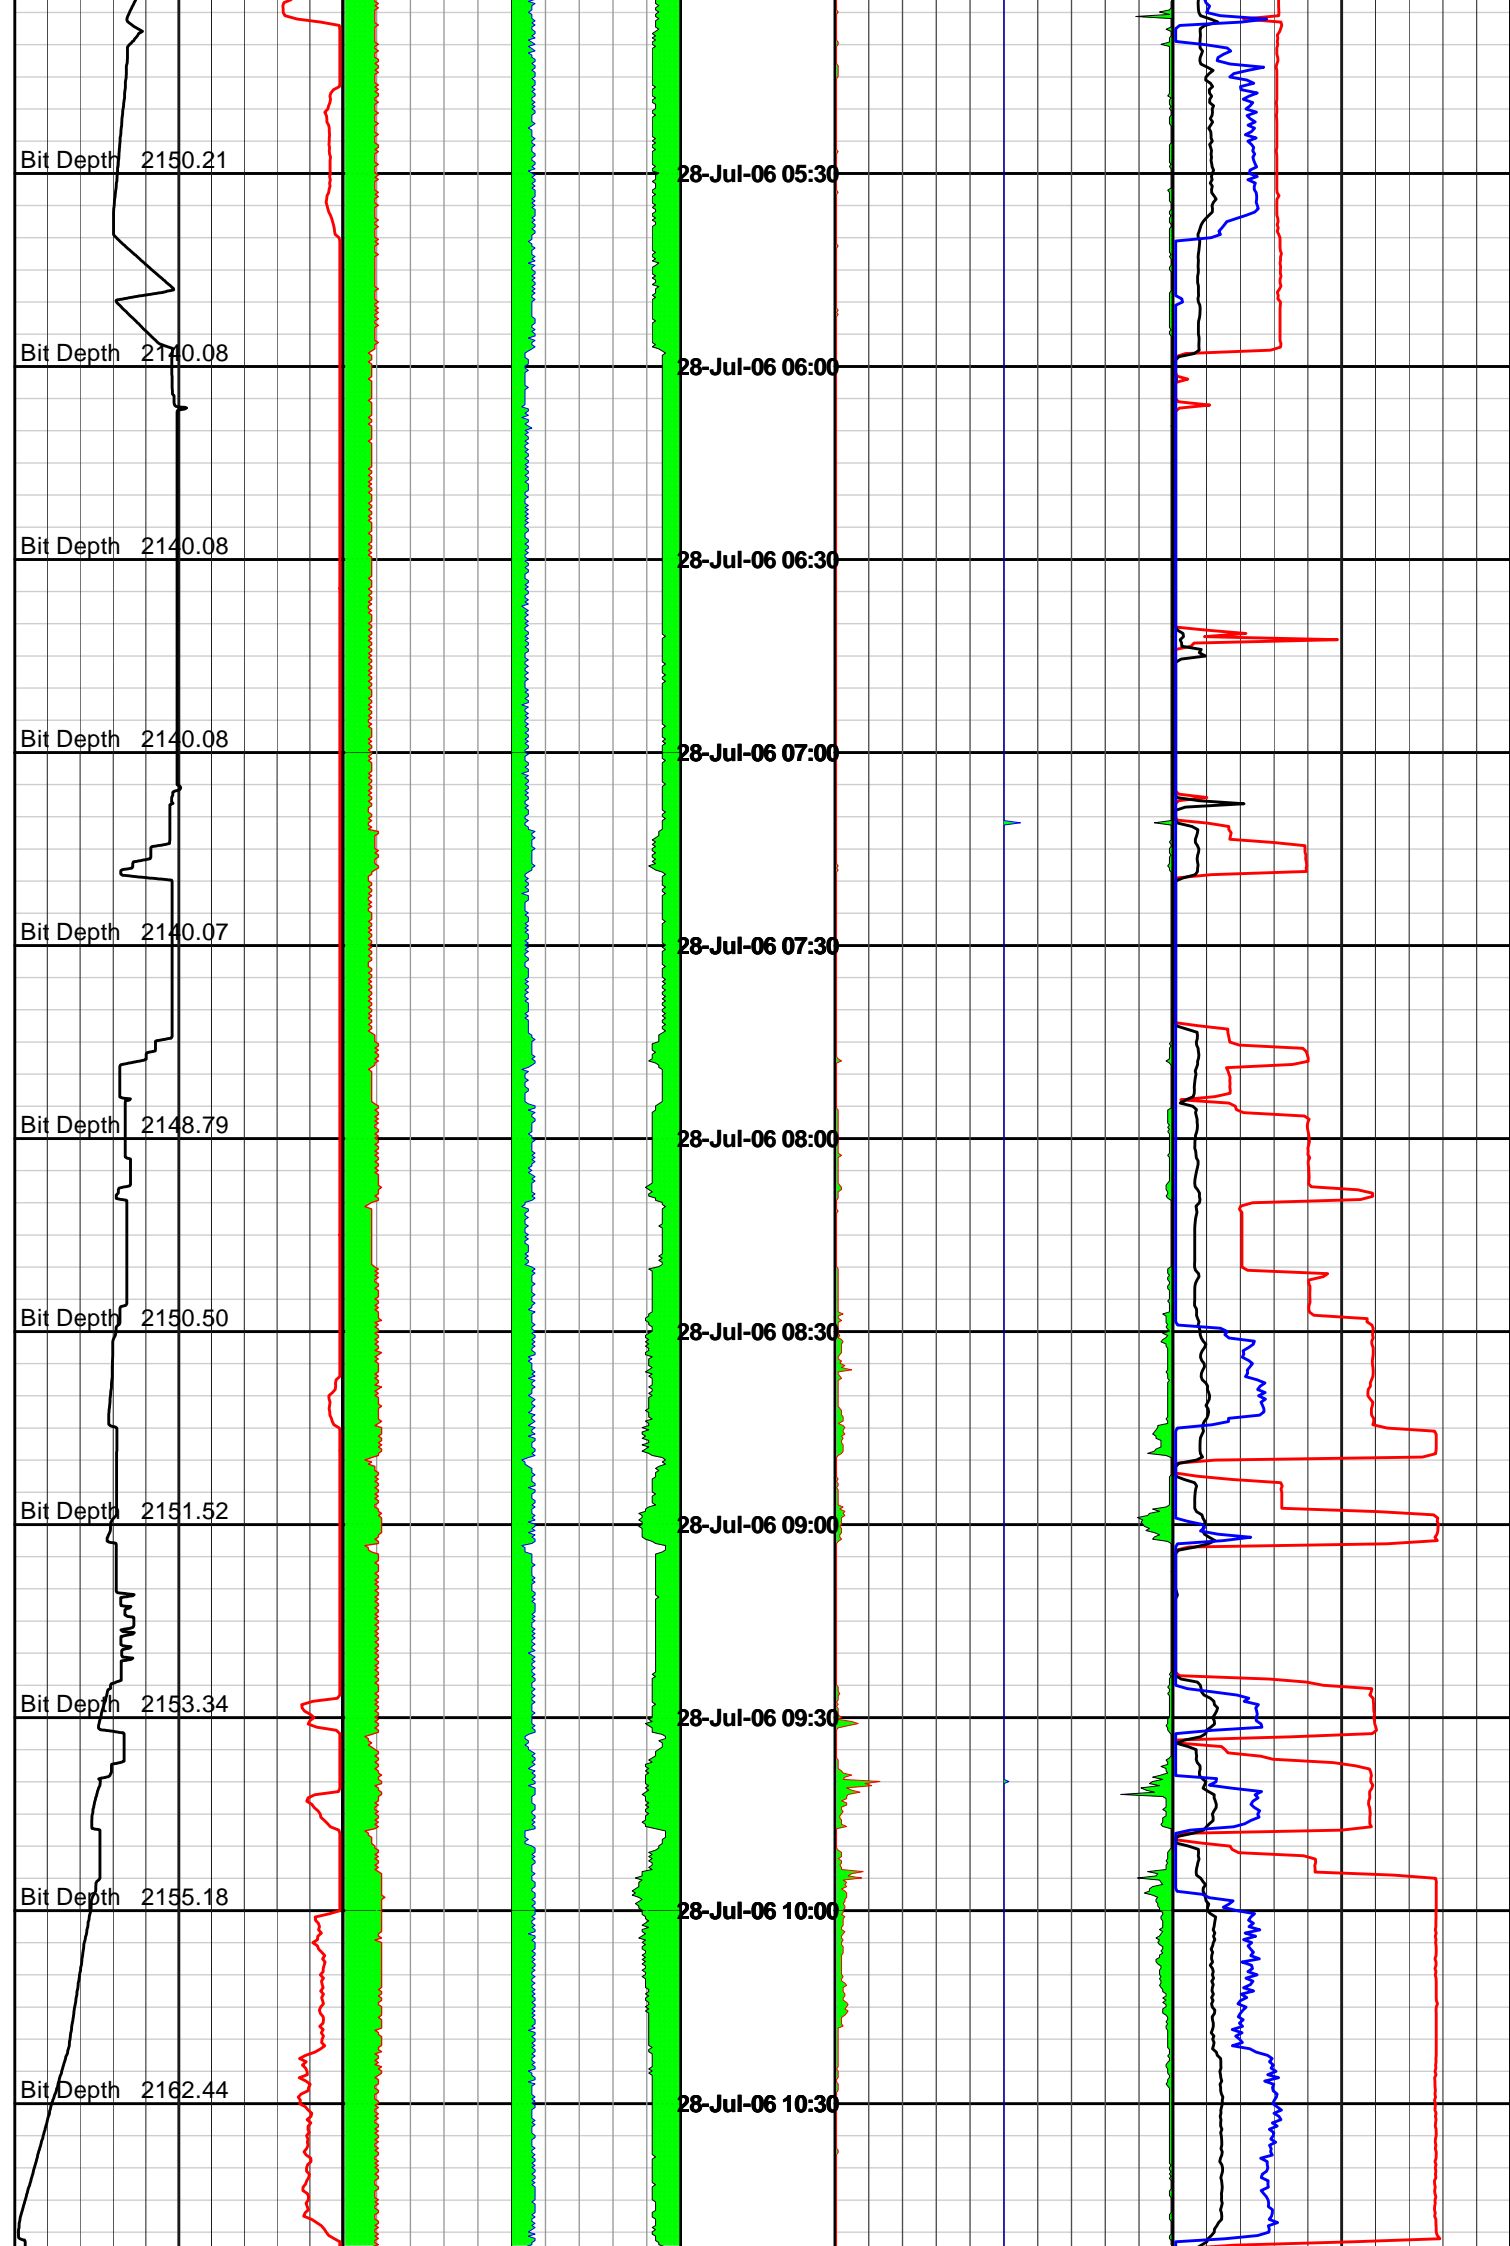 Bit Depth 2150.21 28-Jul-06 05:30
Bit Depth 2140.08 28-Jul-06 06:00
Bit Depth 2140.08 28-Jul-06 06:30
Bit Depth 2140.08 28-Jul-06 07:00
Bit Depth 2140.07 28-Jul-06 07:30
Bit Depth 2148.79 28-Jul-06 08:00
Bit Depth 2150.50 28-Jul-06 08:30
Bit Depth 2151.52 28-Jul-06 09:00
Bit Depth 2153.34 28-Jul-06 09:30
Bit Depth 2155.18 28-Jul-06 10:00
Bit Depth 2162.44 28-Jul-06 10:30